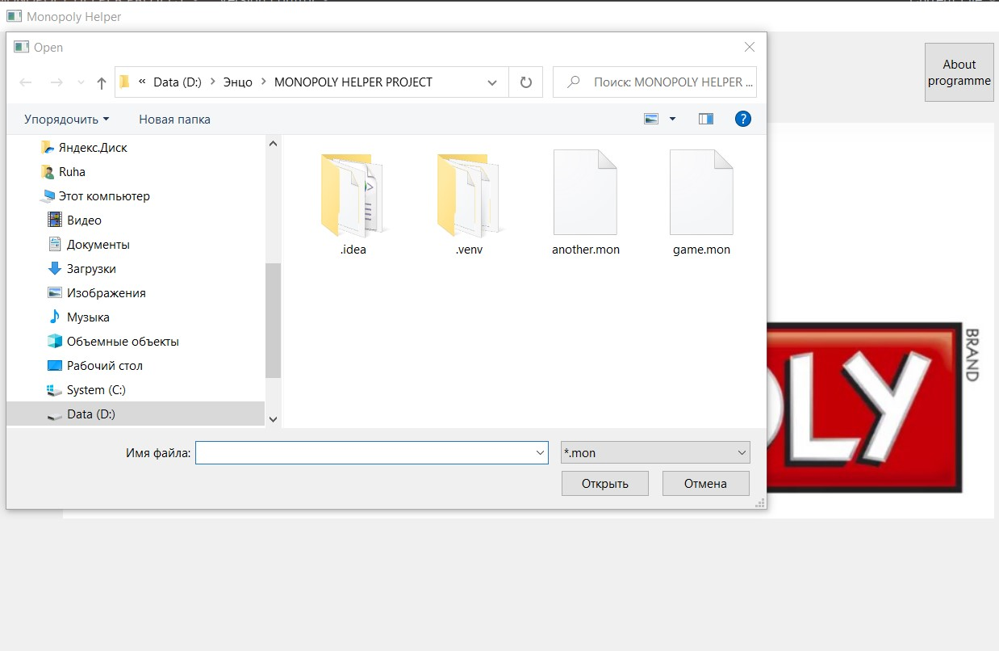 Monopoly Helper
Open
About
programme
« Data (D:) > Энцо > MONOPOLY HELPER PROJECT
Поиск: MONOPOLY HELPER ...
Упорядочить
Новая папка
?
Яндекс.Диск
Ruha
Этот компьютер
Видео
Документы
Загрузки
Изображения
Музыка
Объемные объекты
Рабочий стол
System (C:)
Data (D:)
.idea
.venv
another.mon
game.mon
OLY
BRAND
Имя файла:
*.mon
Открыть
Отмена